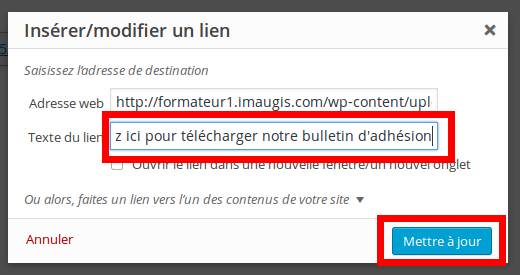 Insérer/modifier un lien
Saisissez l'adresse de destination
Adresse web http://formateur1.imaugis.com/wp-content/upl
Texte du lien z ici pour télécharger notre bulletin d'adhésion
Ouvrir le lien dans une nouvelle fenêtre/un nouvel onglet
Ou alors, faites un lien vers l'un des contenus de votre site
Annuler Mettre à jour